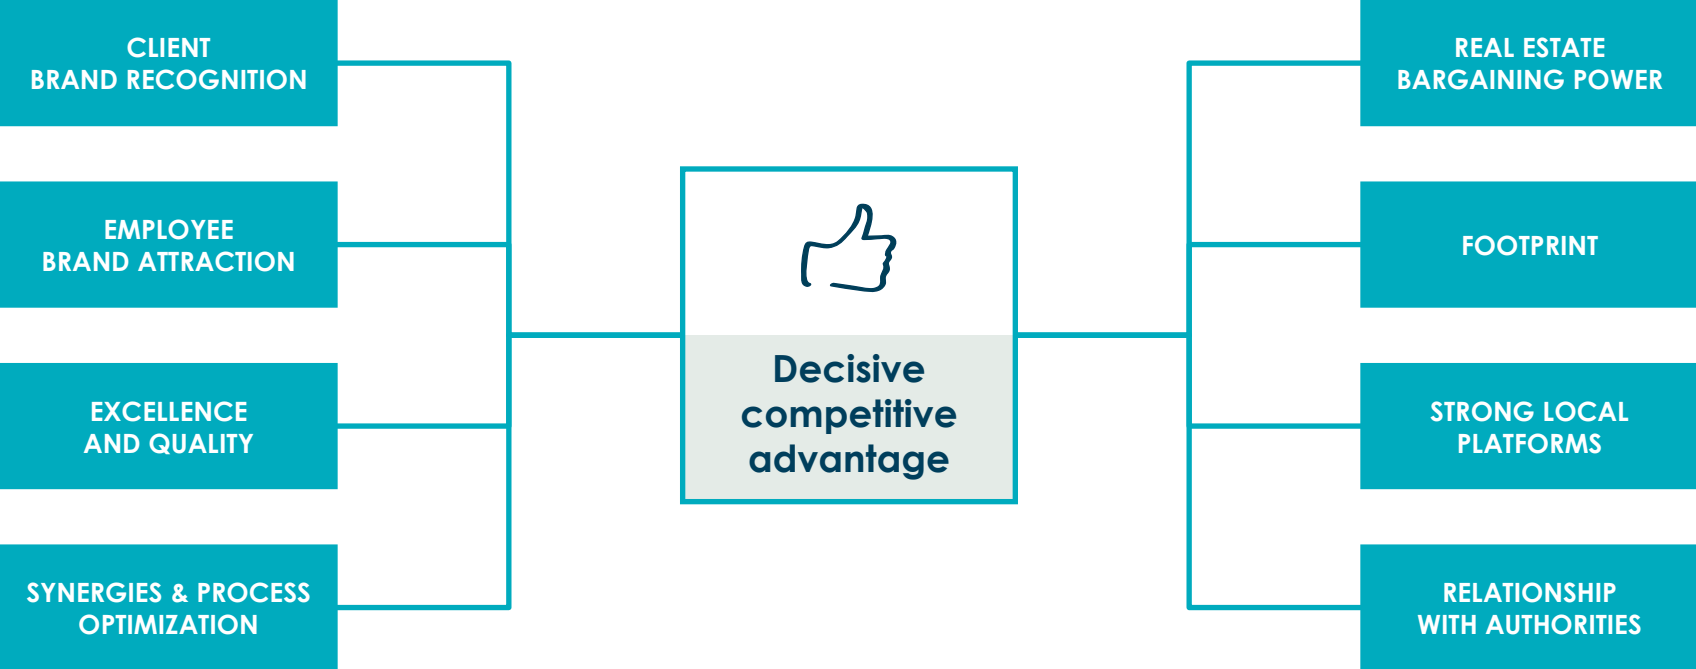 CLIENT
BRAND RECOGNITION
EMPLOYEE
BRAND ATTRACTION
EXCELLENCE
AND QUALITY
SYNERGIES & PROCESS
OPTIMIZATION
Decisive
competitive
advantage
REAL ESTATE
BARGAINING POWER
FOOTPRINT
STRONG LOCAL
PLATFORMS
RELATIONSHIP
WITH AUTHORITIES